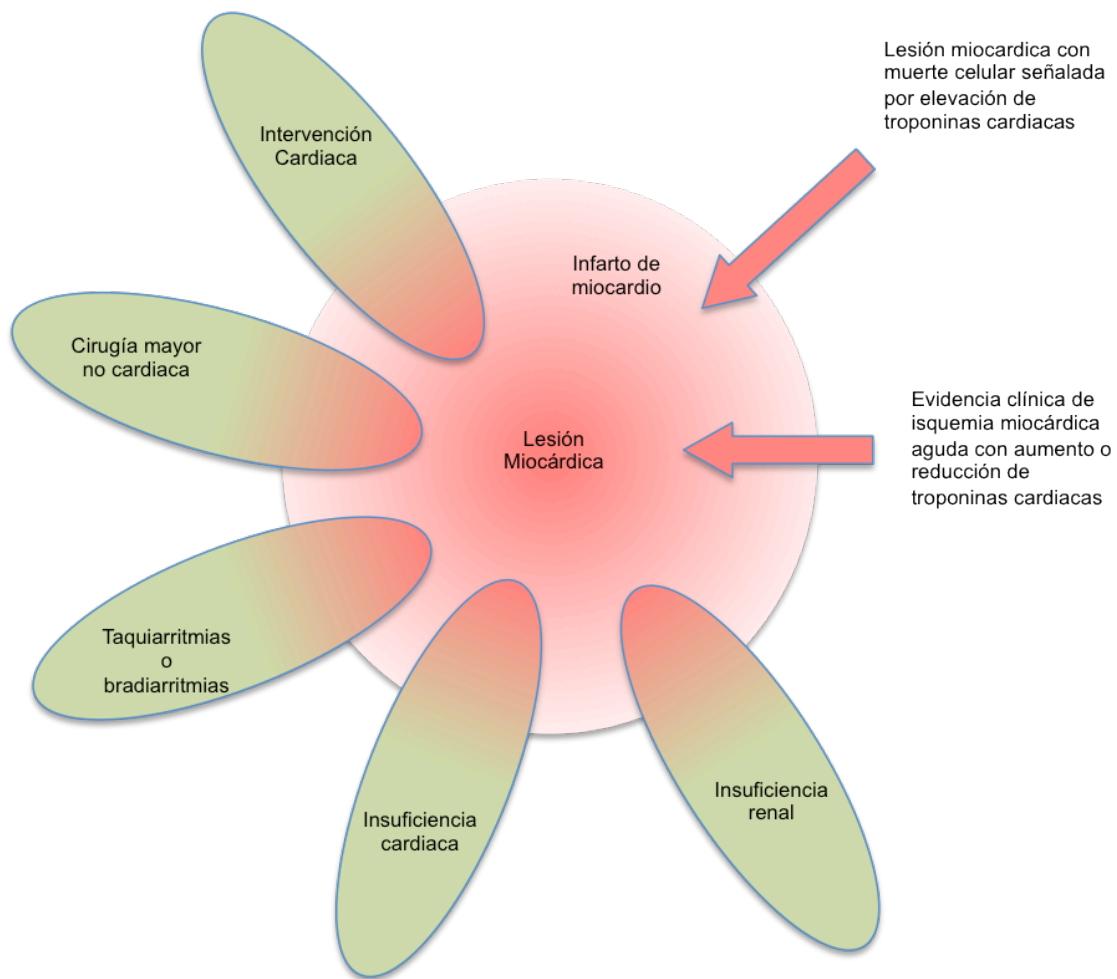 Lesión miocardica con
muerte celular señalada
por elevación de
troponinas cardiacas
Intervención
Cardiaca
Infarto de
miocardio
Cirugía mayor
no cardiaca
Evidencia clínica de
isquemia miocárdica
aguda con aumento o
reducción de
troponinas cardiacas
Lesión
Miocárdica
Taquiarritmias
o
bradiarritmias
Insuficiencia
cardiaca
Insuficiencia
renal